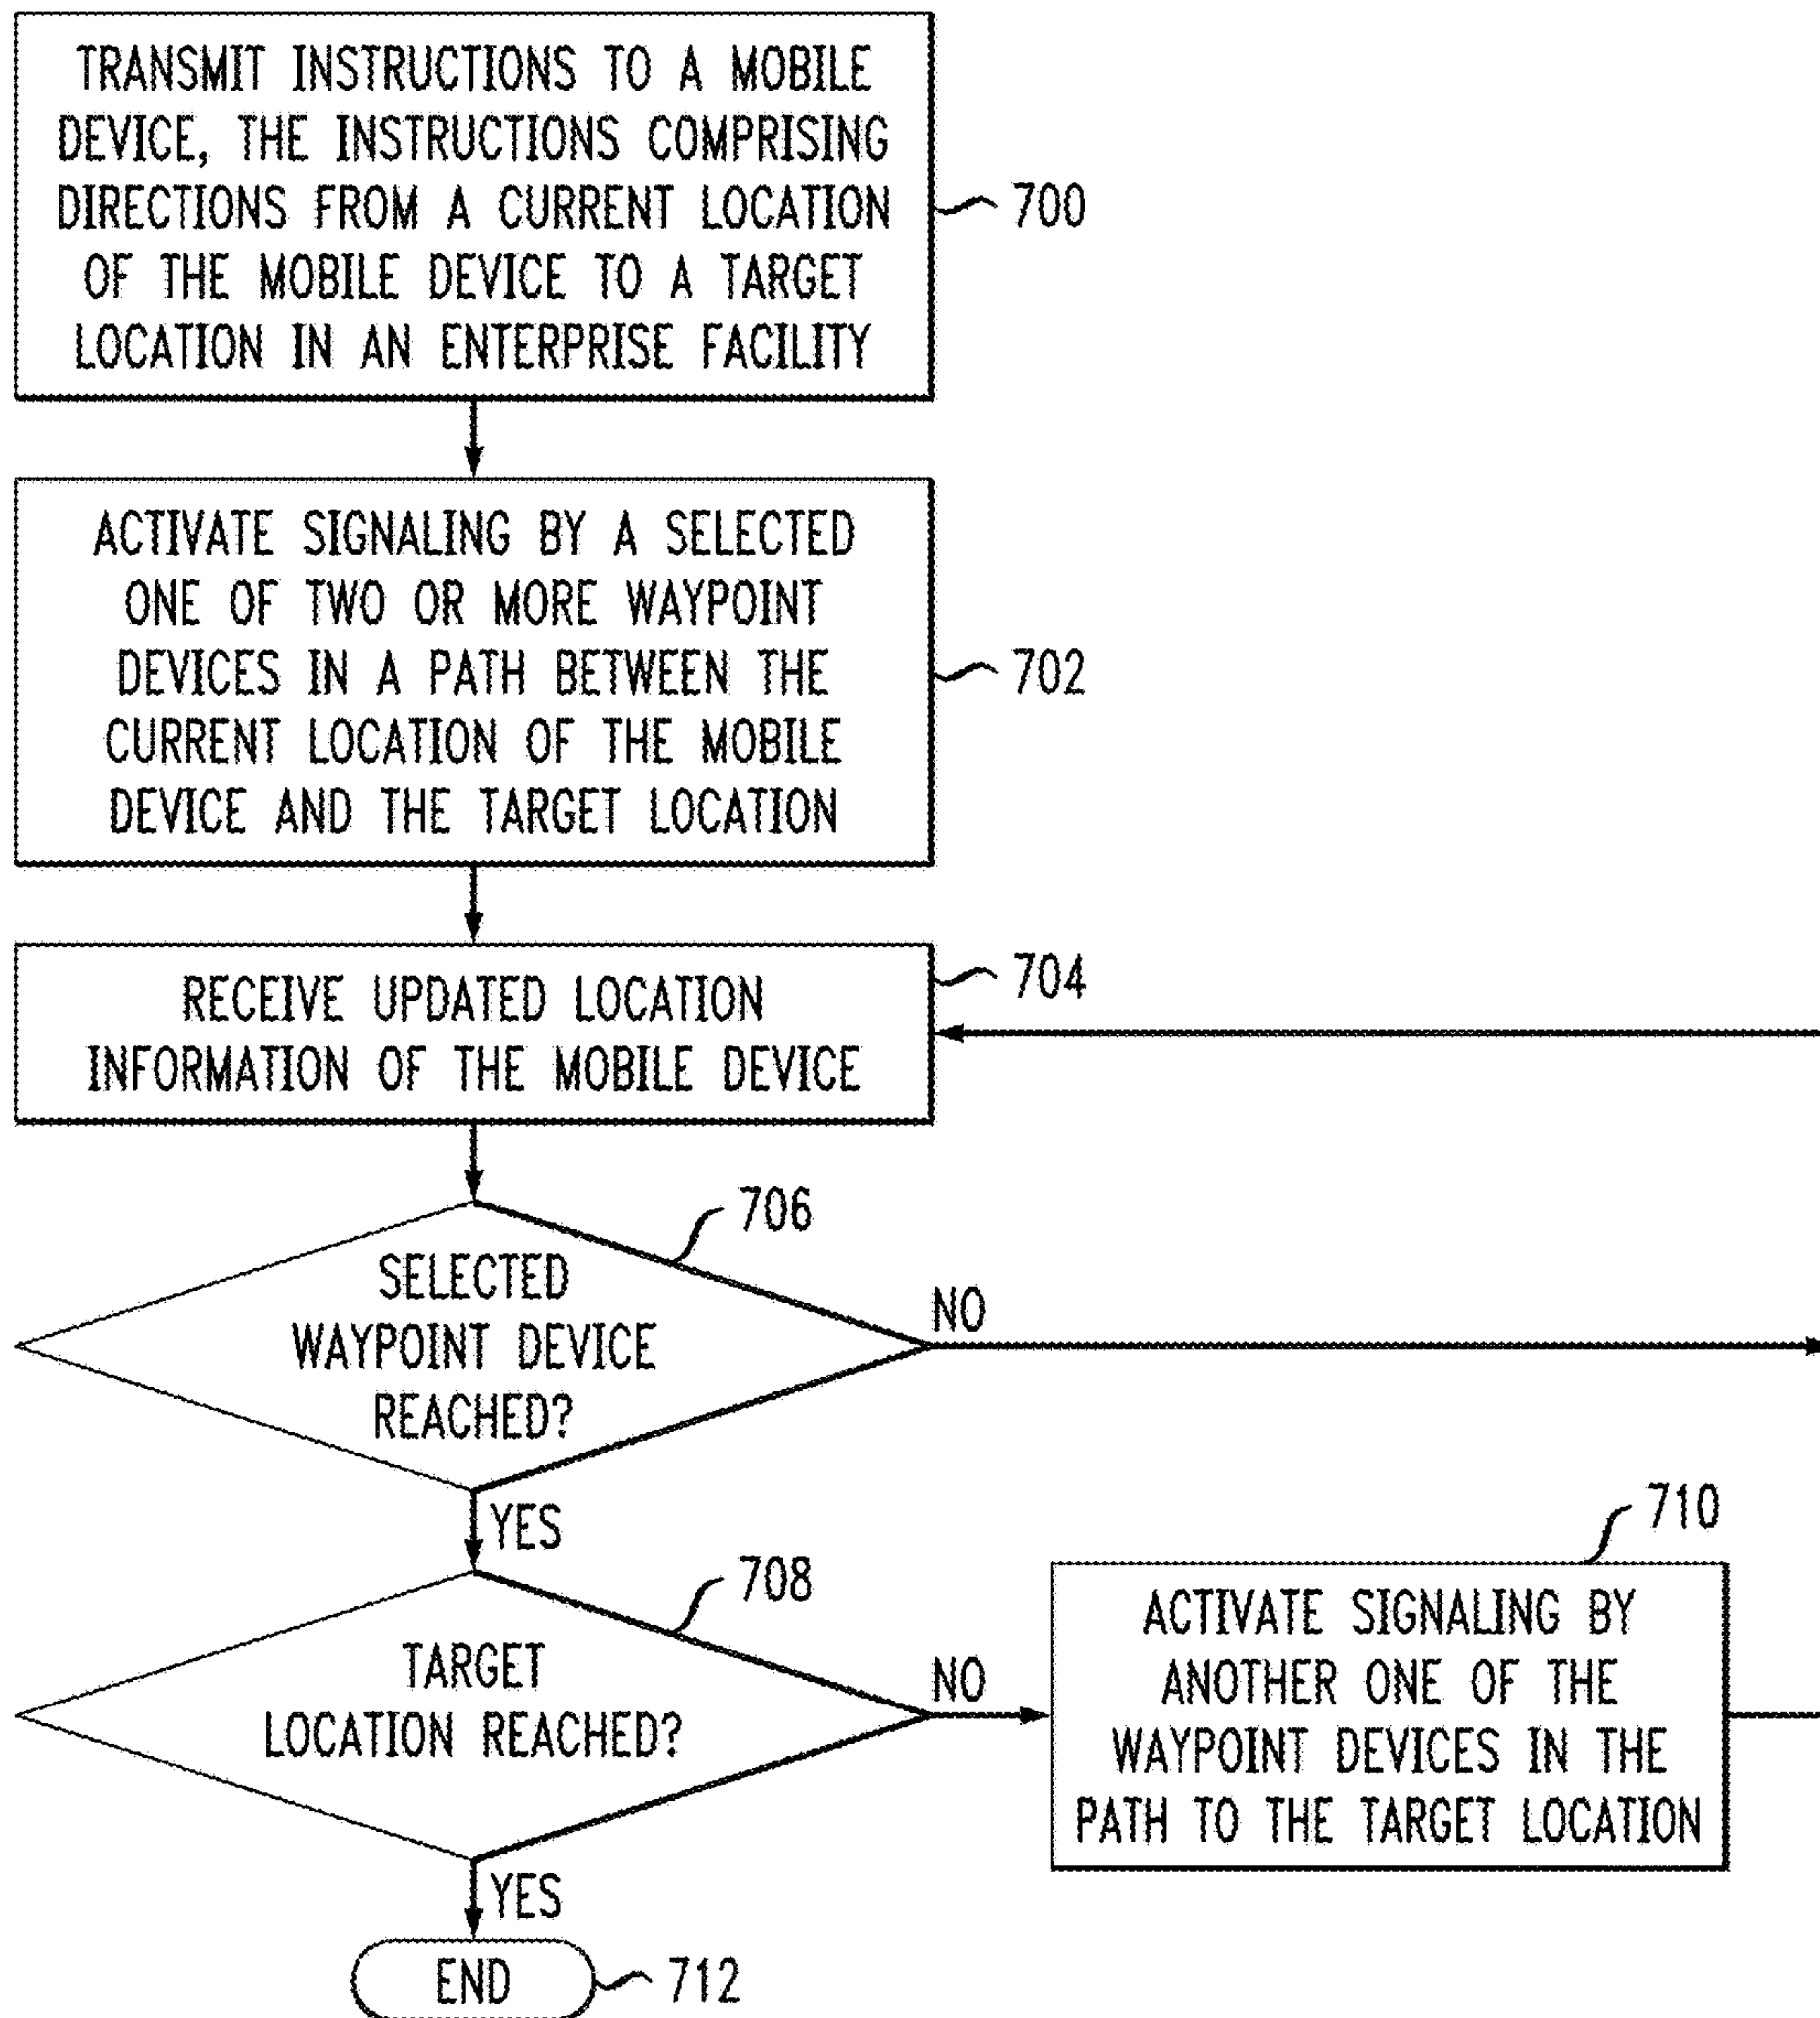 TRANSMIT INSTRUCTIONS TO A MOBILE
DEVICE, THE INSTRUCTIONS COMPRISING
DIRECTIONS FROM A CURRENT LOCATION
OF THE MOBILE DEVICE TO A TARGET
LOCATION IN AN ENTERPRISE FACILITY
700
ACTIVATE SIGNALING BY A SELECTED
ONE OF TWO OR MORE WAYPOINT
DEVICES IN A PATH BETWEEN THE
CURRENT LOCATION OF THE MOBILE
DEVICE AND THE TARGET LOCATION
702
RECEIVE UPDATED LOCATION
INFORMATION OF THE MOBILE DEVICE
704
706
SELECTED
WAYPOINT DEVICE
REACHED?
NO
YES
708
TARGET
LOCATION REACHED?
NO
710
ACTIVATE SIGNALING BY
ANOTHER ONE OF THE
WAYPOINT DEVICES IN THE
PATH TO THE TARGET LOCATION
YES
END
712